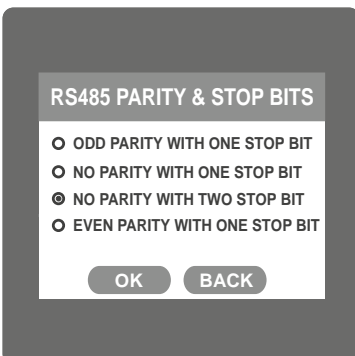 RS485 PARITY & STOP BITS
ODD PARITY WITH ONE STOP BIT
NO PARITY WITH ONE STOP BIT
NO PARITY WITH TWO STOP BIT
EVEN PARITY WITH ONE STOP BIT
OK BACK